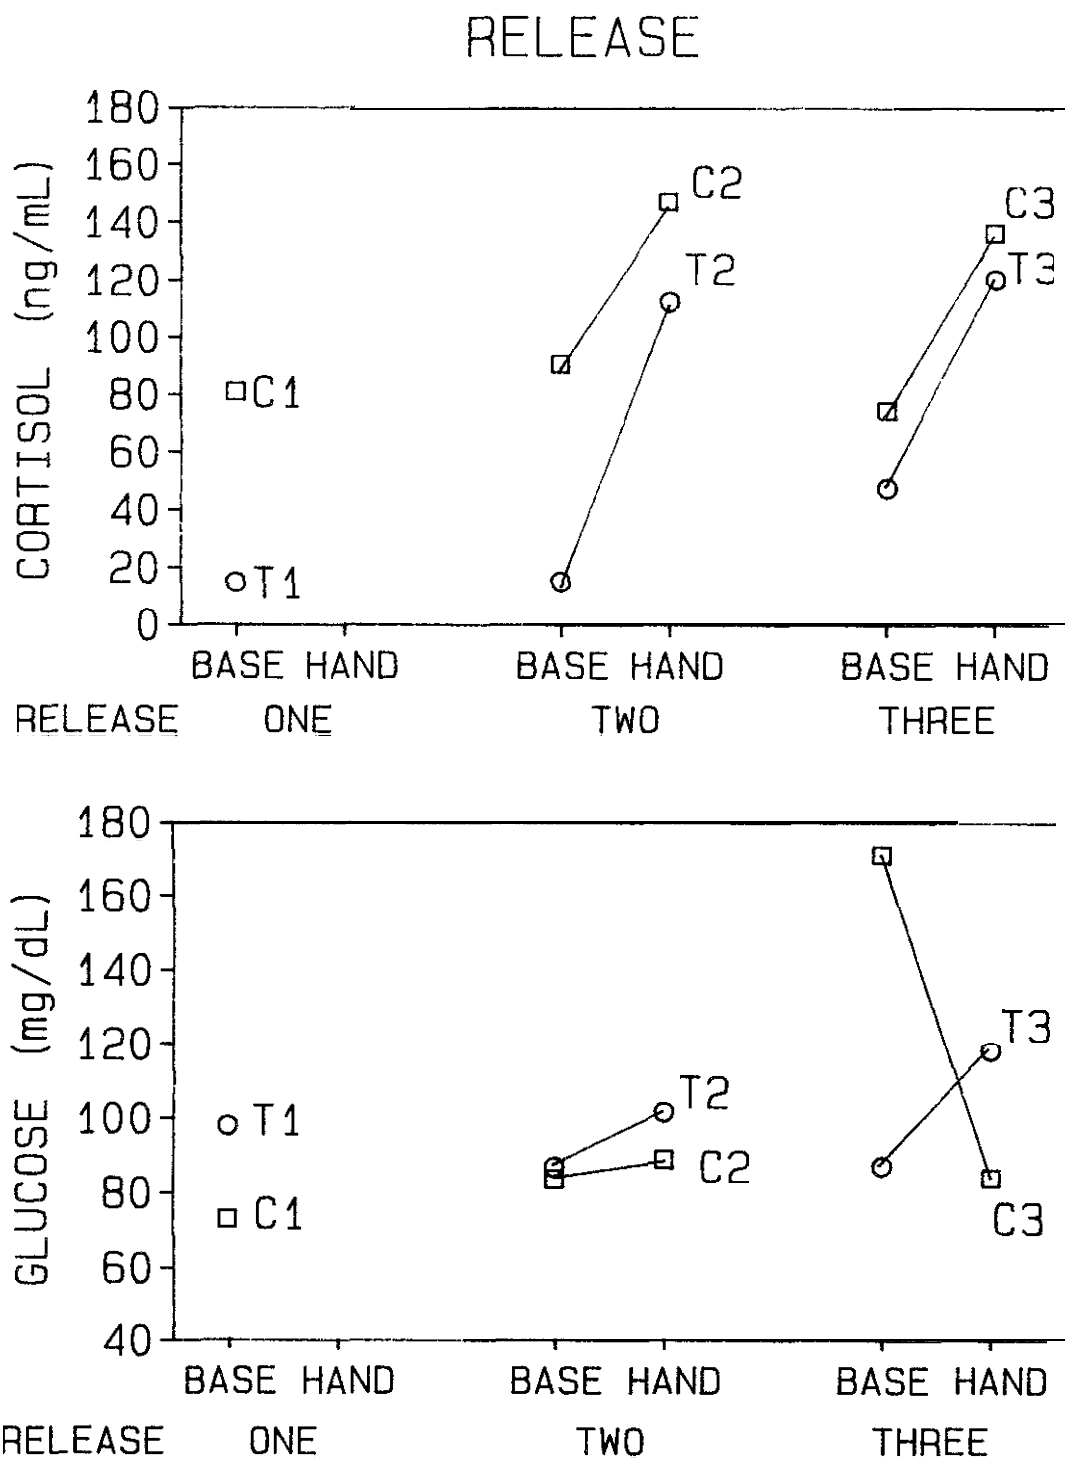 RELEASE
CORTISOL (ng/mL)
180
160
140
120
100
80
60
40
20
0
C1
T1
C2
T2
C3
T3
BASE HAND BASE HAND BASE HAND
RELEASE ONE TWO THREE
GLUCOSE (mg/dL)
180
160
140
120
100
80
60
40
T1
C1
T2
C2
T3
C3
BASE HAND BASE HAND BASE HAND
RELEASE ONE TWO THREE